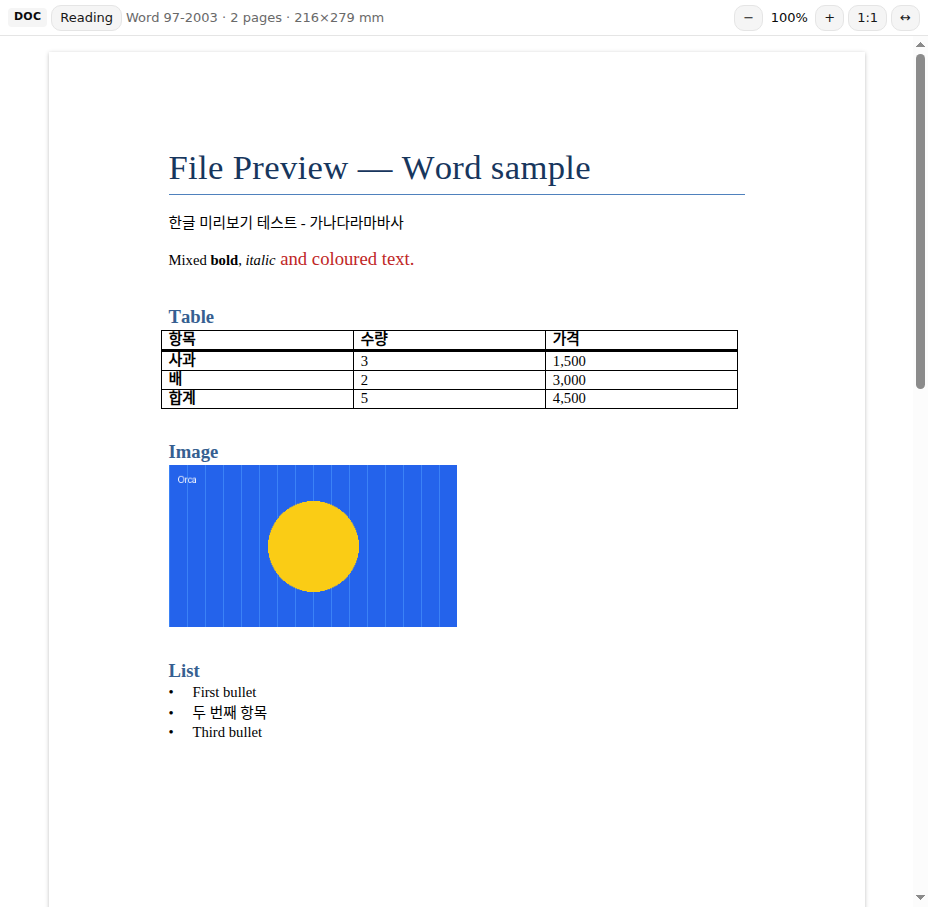 DOC Reading Word 97-2003 · 2 pages · 216×279 mm − 100% + 1:1 ↔
File Preview — Word sample
한글 미리보기 테스트 - 가나다라마바사
Mixed bold, italic and coloured text.
Table
항목 수량 가격
사과 3 1,500
배 2 3,000
합계 5 4,500
Image
Orca
List
• First bullet
• 두 번째 항목
• Third bullet